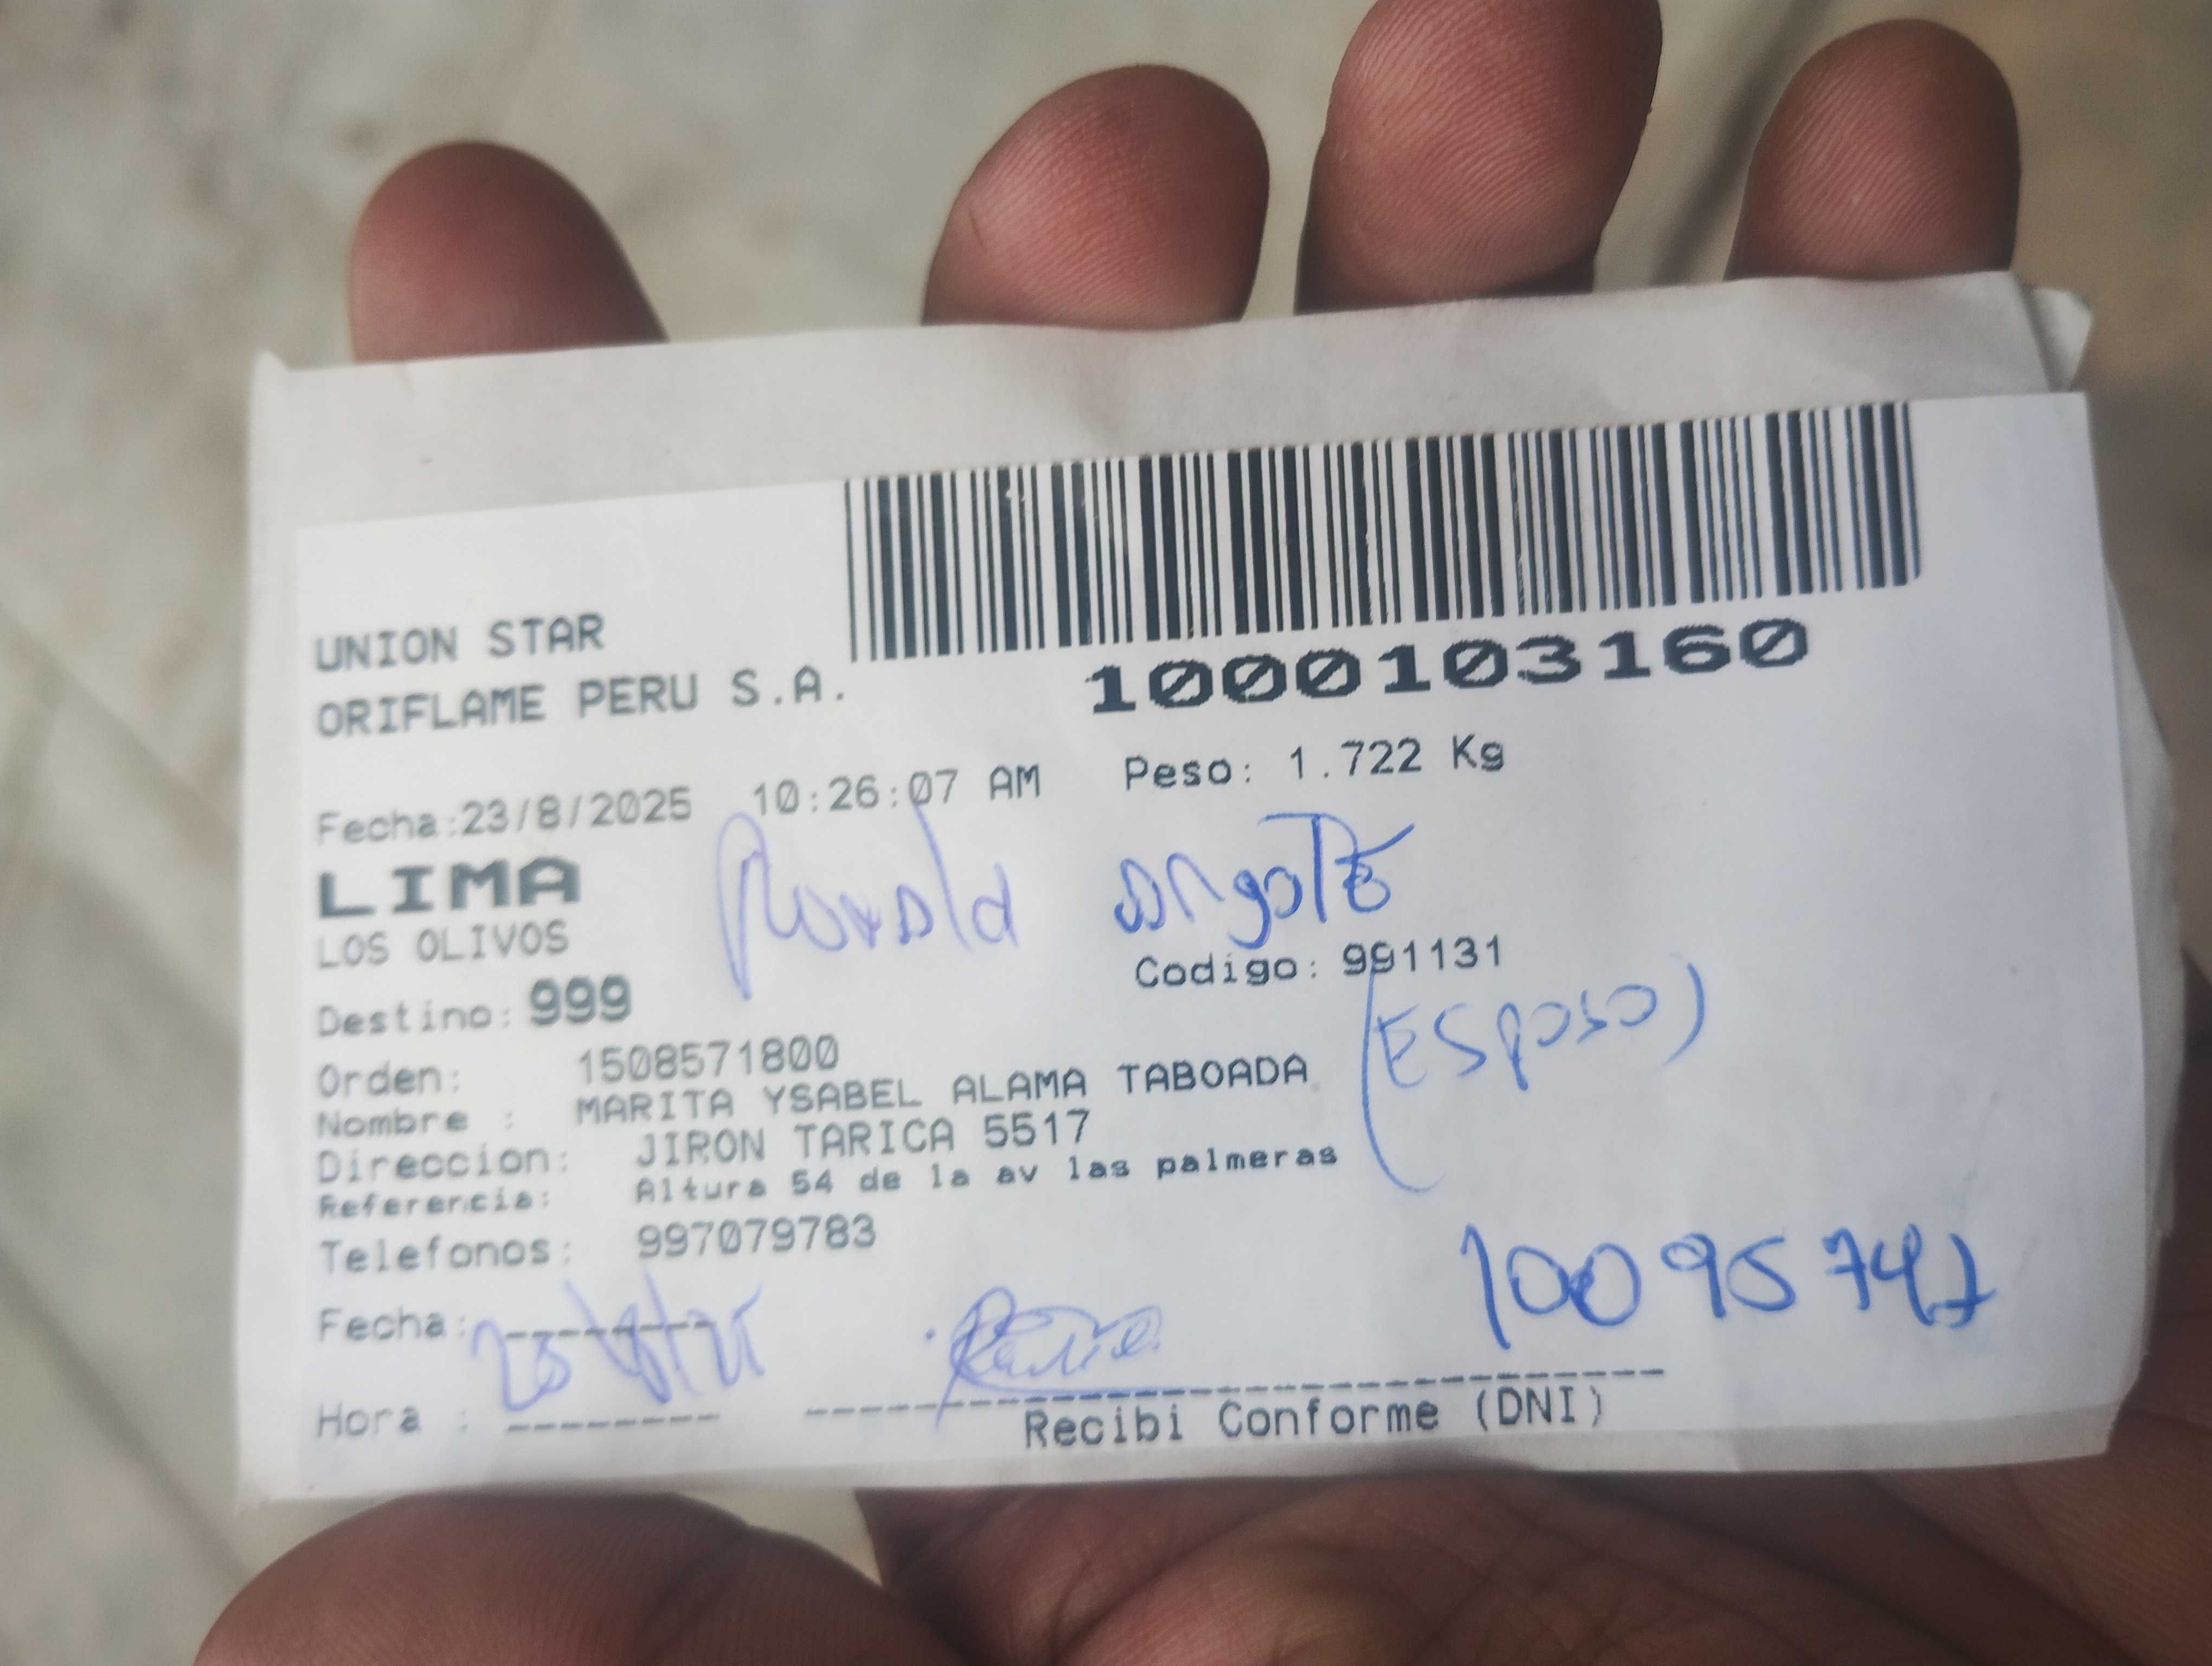 1000103160
UNION STAR
ORIFLAME PERU S.A.
Fecha:23/8/2025 10:26:07 AM Peso: 1.722 Kg
LIMA
LOS OLIVOS
Ronald
Codigo: 991131
(Esposo)
Destino: 999
Orden: 1508571800
Nombre : MARITA YSABEL ALAMA TABOADA
Direccion: JIRON TARICA 5517
Referencia: Altura 54 de la av las palmeras
Telefonos: 997079783
10095747
Fecha:
Hora :
Recibi Conforme (DNI)